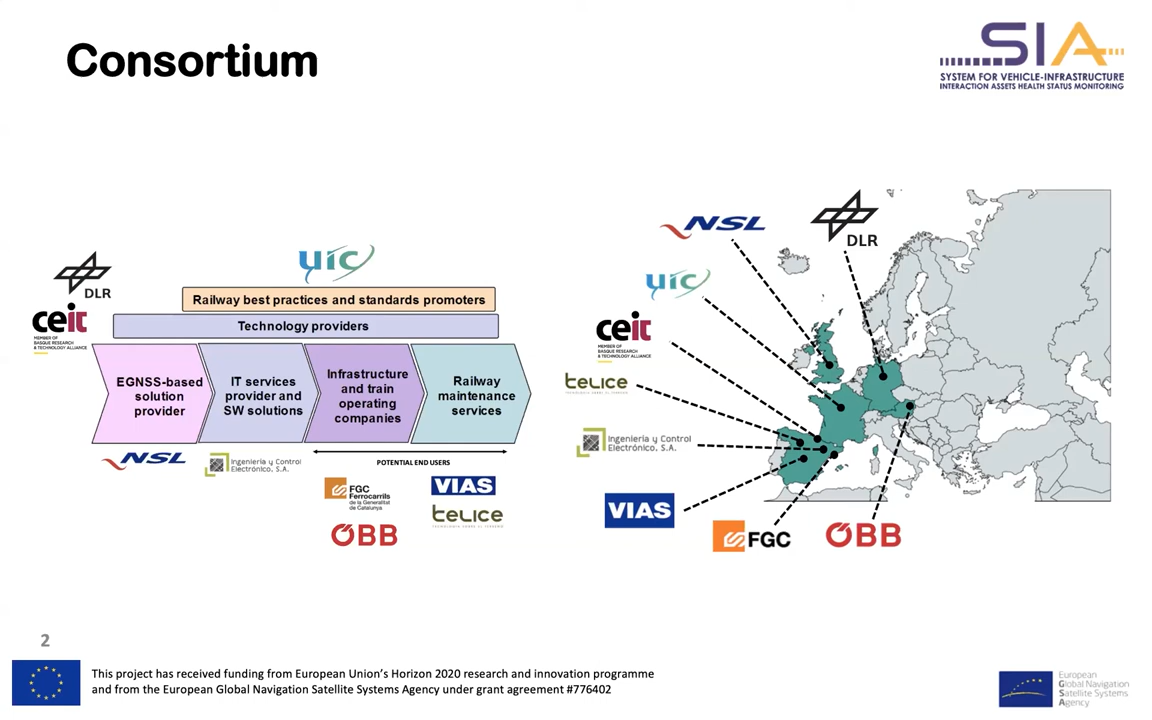 Consortium
SIA
SYSTEM FOR VEHICLE-INFRASTRUCTURE
INTERACTION ASSETS HEALTH STATUS MONITORING
DLR
uic
Railway best practices and standards promoters
ceit
MEMBER OF
BASQUE RESEARCH
& TECHNOLOGY ALLIANCE
Technology providers
EGNSS-based
solution
provider
IT services
provider and
SW solutions
Infrastructure
and train
operating
companies
Railway
maintenance
services
NSL
Ingeniería y Control
Electrónico, S.A.
POTENTIAL END USERS
FGC
Ferrocarrils
de la Generalitat
de Catalunya
ÖBB
VIAS
telice
NSL
DLR
uic
ceit
MEMBER OF
BASQUE RESEARCH
& TECHNOLOGY ALLIANCE
telice
Ingeniería y Control
Electrónico, S.A.
VIAS
FGC
ÖBB
2
This project has received funding from European Union's Horizon 2020 research and innovation programme
and from the European Global Navigation Satellite Systems Agency under grant agreement #776402
European
Global Navigation
Satellite Systems
Agency